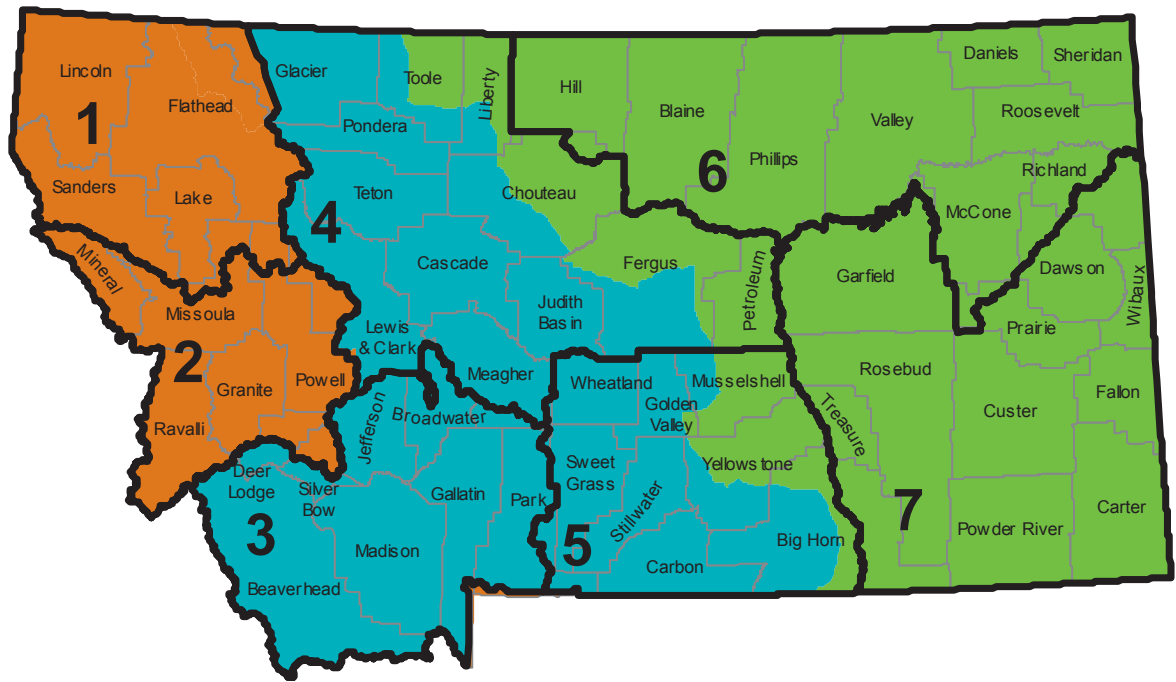 Lincoln
Flathead
1
Sanders
Lake
Mineral
Missoula
2
Granite
Powell
Ravalli
Glacier
Toole
Liberty
Pondera
Teton
Chouteau
4
Cascade
Fergus
Petroleum
Judith
Basin
Lewis
& Clark
Meagher
Jefferson
Broadwater
Deer
Lodge
Silver
Bow
3
Gallatin
Park
Madison
Beaverhead
Wheatland
Golden
Valley
Musselshell
Sweet
Grass
Stillwater
Yellowstone
5
Carbon
Big Horn
Hill
Blaine
Phillips
6
Valley
Daniels
Sheridan
Roosevelt
Richland
McCone
Garfield
Dawson
Wibaux
Prairie
Rosebud
Treasure
Custer
Fallon
7
Powder River
Carter